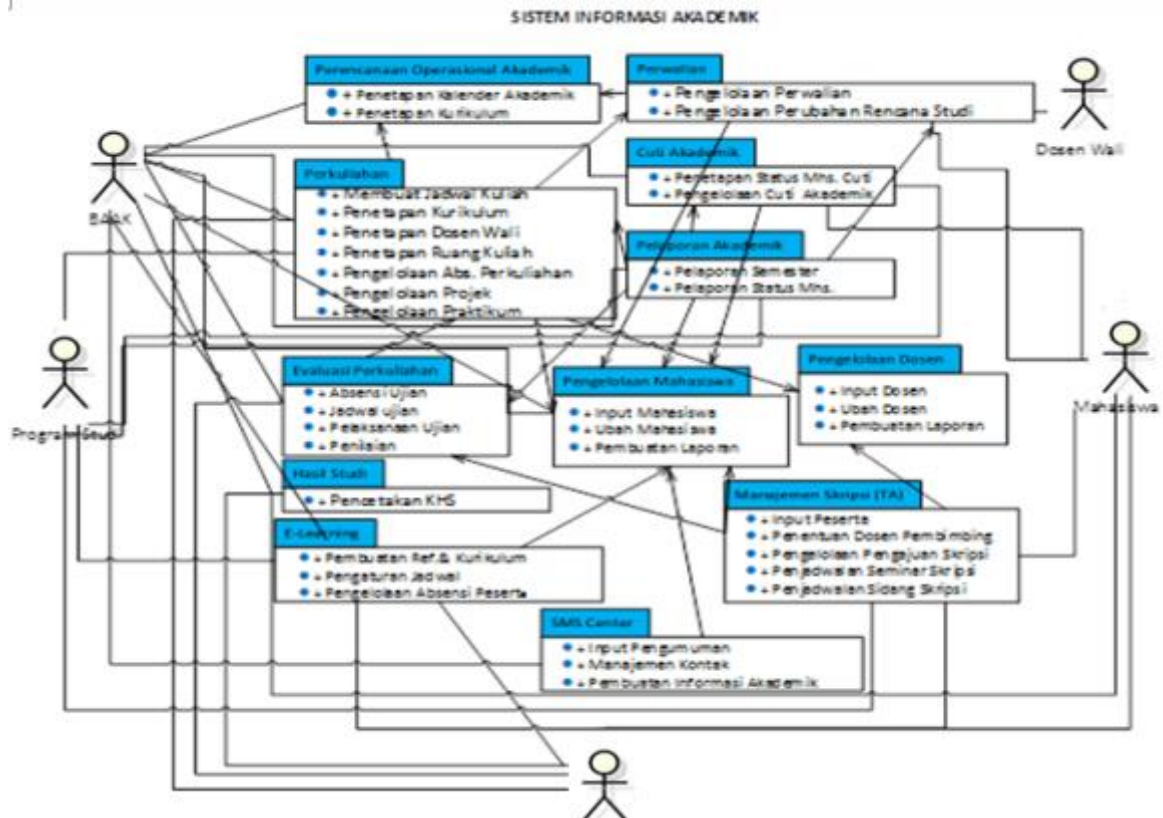 SISTEM INFORMASI AKADEMIK
Perencanaan Operasional Akademik
+ Penetapan Kalender Akademik
+ Penetapan Kurikulum
Perwalian
+ Pengelolaan Perwalian
+ Pengelolaan Perubahan Rencana Studi
Dosen Wali
BAAK
Cuti Akademik
+ Penetapan Status Mhs. Cuti
+ Pengelolaan Cuti Akademik
Perkuliahan
+ Membuat Jadwal Kuliah
+ Penetapan Kurikulum
+ Penetapan Dosen Wali
+ Penetapan Ruang Kuliah
+ Pengelolaan Abs. Perkuliahan
+ Pengelolaan Projek
+ Pengelolaan Praktikum
Pelaporan Akademik
+ Pelaporan Semester
+ Pelaporan Status Mhs.
Program Studi
Evaluasi Perkuliahan
+ Absensi Ujian
+ Jadwal ujian
+ Pelaksanaan Ujian
+ Penilaian
Pengelolaan Mahasiswa
+ Input Mahasiswa
+ Ubah Mahasiswa
+ Pembuatan Laporan
Pengelolaan Dosen
+ Input Dosen
+ Ubah Dosen
+ Pembuatan Laporan
Mahasiswa
Hasil Studi
+ Pencetakan KHS
E-Learning
+ Pembuatan Ref.& Kurikulum
+ Pengaturan Jadwal
+ Pengelolaan Absensi Peserta
Manajemen Skripsi (TA)
+ Input Peserta
+ Penentuan Dosen Pembimbing
+ Pengelolaan Pengajuan Skripsi
+ Penjadwalan Seminar Skripsi
+ Penjadwalan Sidang Skripsi
SMS Center
+ Input Pengumuman
+ Manajemen Kontak
+ Pembuatan Informasi Akademik